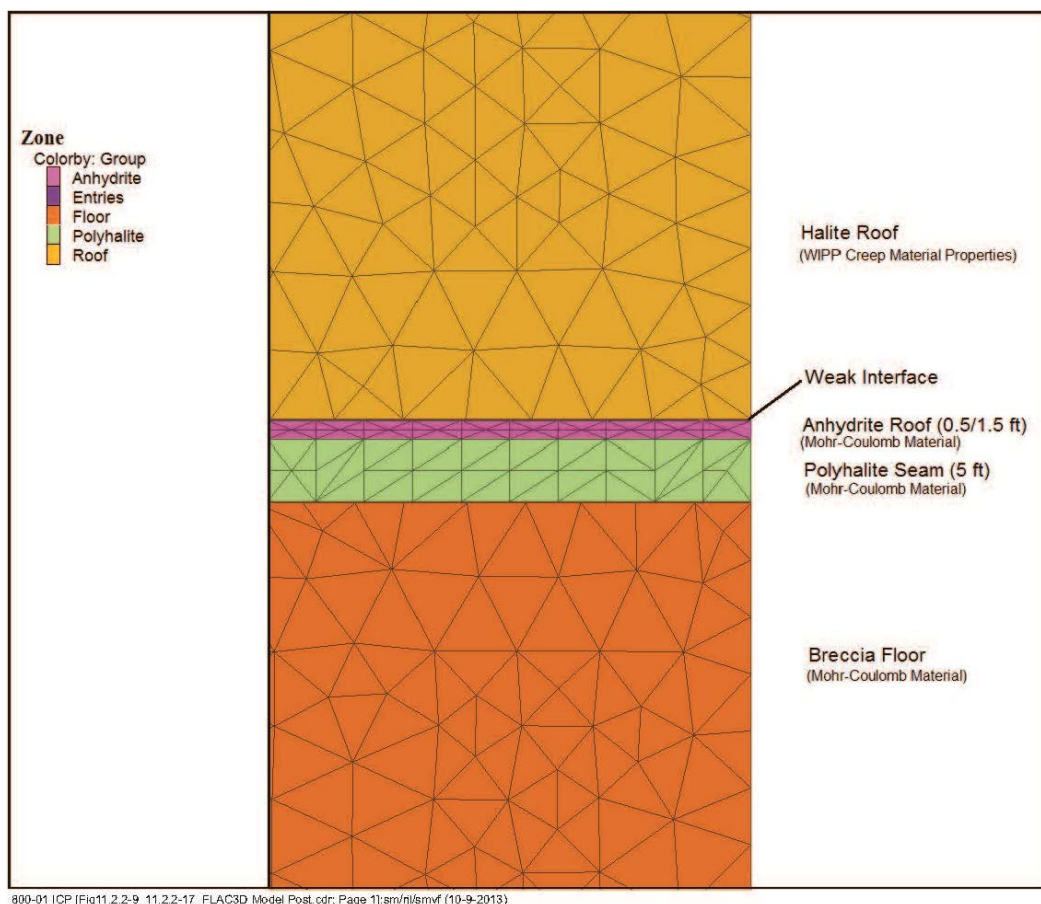 Zone
Colorby: Group
Anhydrite
Entries
Floor
Polyhalite
Roof
Halite Roof
(WIPP Creep Material Properties)
Weak Interface
Anhydrite Roof (0.5/1.5 ft)
(Mohr-Coulomb Material)
Polyhalite Seam (5 ft)
(Mohr-Coulomb Material)
Breccia Floor
(Mohr-Coulomb Material)
800-01 ICP [Fig11.2.2-9_11.2.2-17_FLAC3D Model Post.cdr: Page 1]:sm/rl/smvf (10-9-2013)